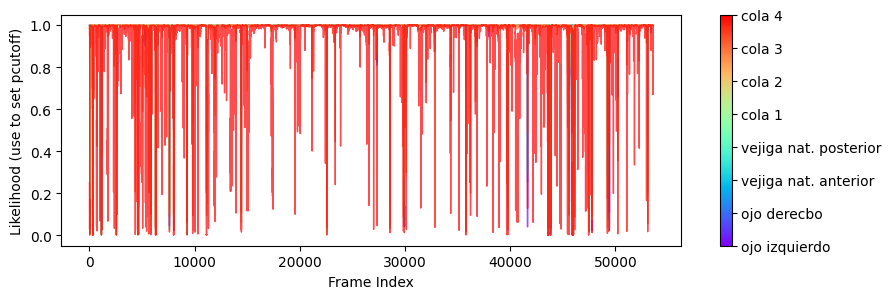 Likelihood (use to set pcutoff)
1.0
0.8
0.6
0.4
0.2
0.0
0
10000
20000
30000
40000
50000
Frame Index
cola 4
cola 3
cola 2
cola 1
vejiga nat. posterior
vejiga nat. anterior
ojo derecbo
ojo izquierdo